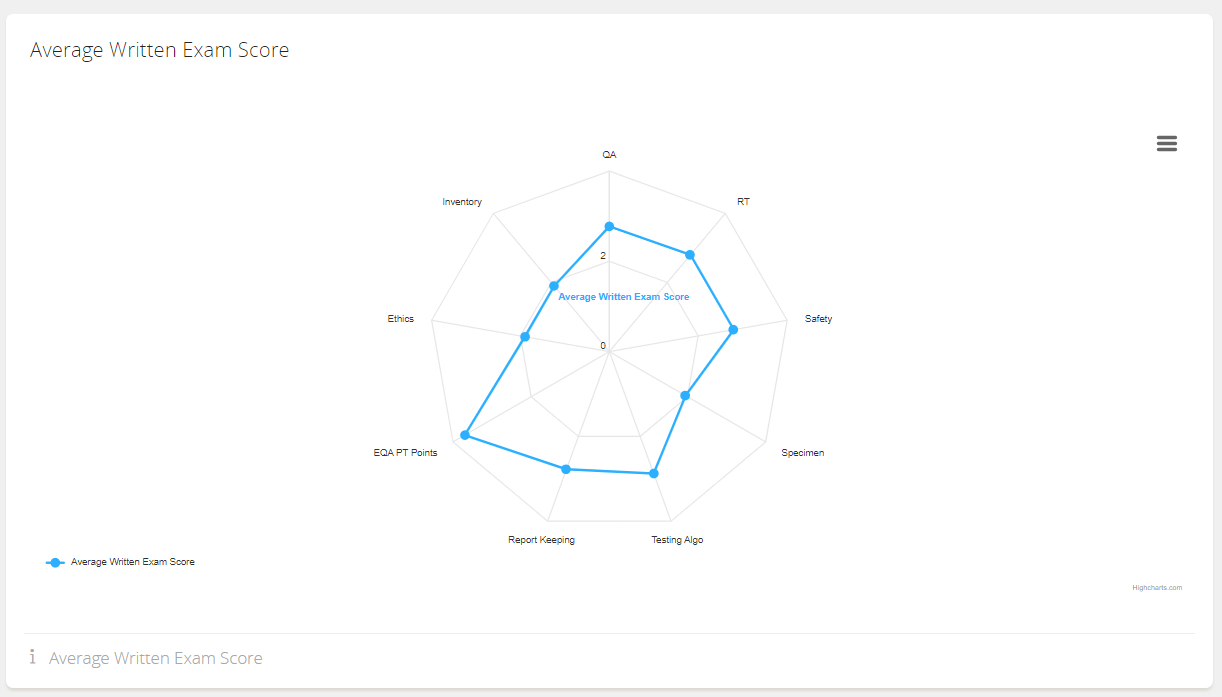 Average Written Exam Score
QA
Inventory
RT
2
Average Written Exam Score
Ethics
Safety
0
EQA PT Points
Specimen
Report Keeping
Testing Algo
Average Written Exam Score
Highcharts.com
i Average Written Exam Score